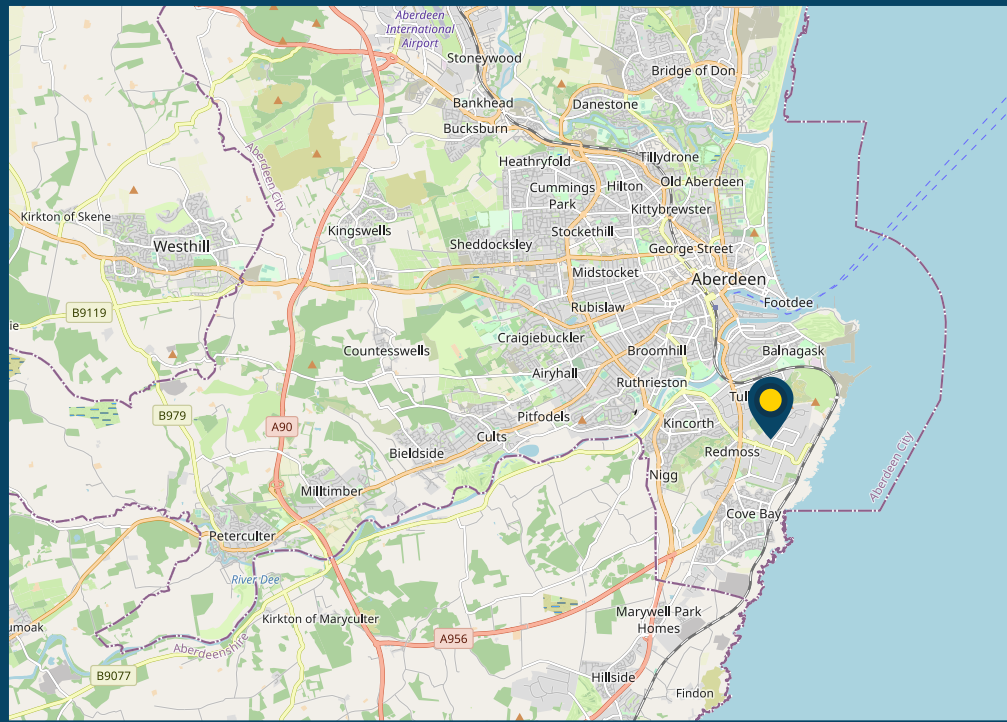 Aberdeen
International
Airport
Stoneywood
Bridge of Don
Bankhead
Danestone
Bucksburn
Aberdeen City
Heathryfold
Tillydrone
Cummings
Park
Hilton
Old Aberdeen
Kirkton of Skene
Kittybrewster
Kingswells
Stockethill
Westhill
Sheddocksley
George Street
Midstocket
Aberdeen
B9119
Rubislaw
Footdee
ie
Craigiebuckler
Countesswells
Broomhill
Balnagask
Airyhall
Ruthrieston
Tul
B979
Pitfodels
A90
Kincorth
Cults
Bieldside
Redmoss
Nigg
Aberdeen City
Milltimber
Cove Bay
Peterculter
River Dee
Kirkton of Maryculter
Marywell Park
Homes
umoak
A956
Aberdeenshire
B9077
Hillside
Findon